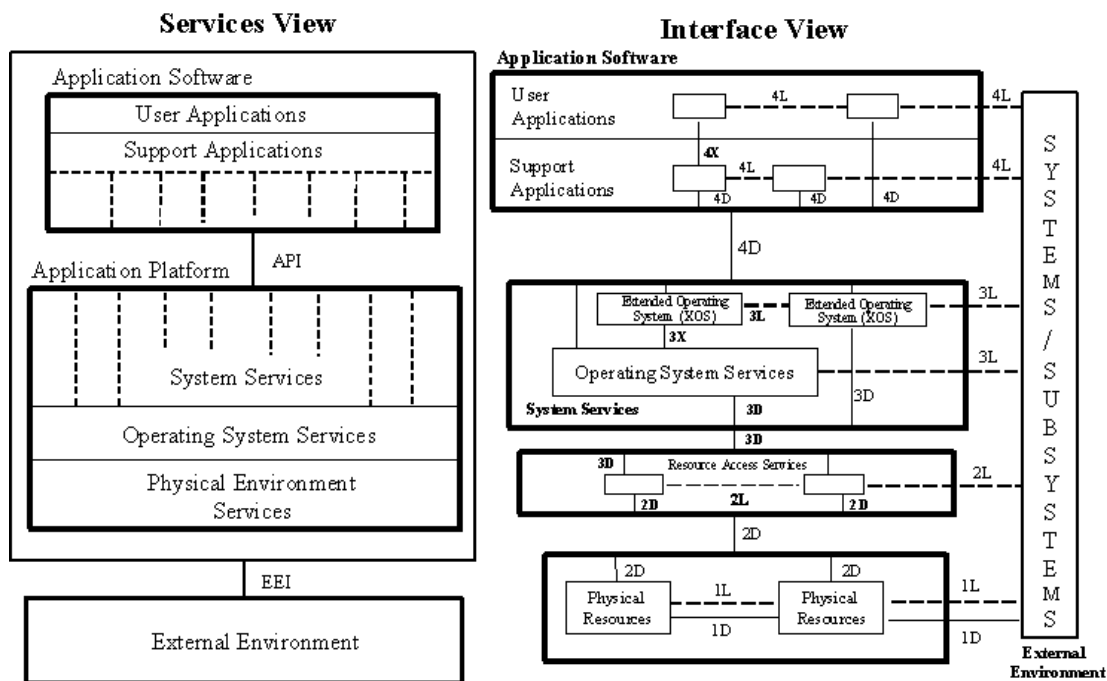 Services View
Application Software
User Applications
Support Applications
API
Application Platform
System Services
Operating System Services
Physical Environment
Services
EEI
External Environment
Interface View
Application Software
User
Applications
4L
4L
4X
Support
Applications
4L
4L
4D
4D
4D
4D
Extended Operating
System (XOS)
3L
Extended Operating
System (XOS)
3L
3X
Operating System Services
3L
3D
System Services
3D
3D
3D
Resource Access Services
2D
2L
2D
2L
2D
2D
2D
Physical
Resources
1L
1D
Physical
Resources
1L
1D
SYSTEMS/SUBSYSTEMS
External
Environment